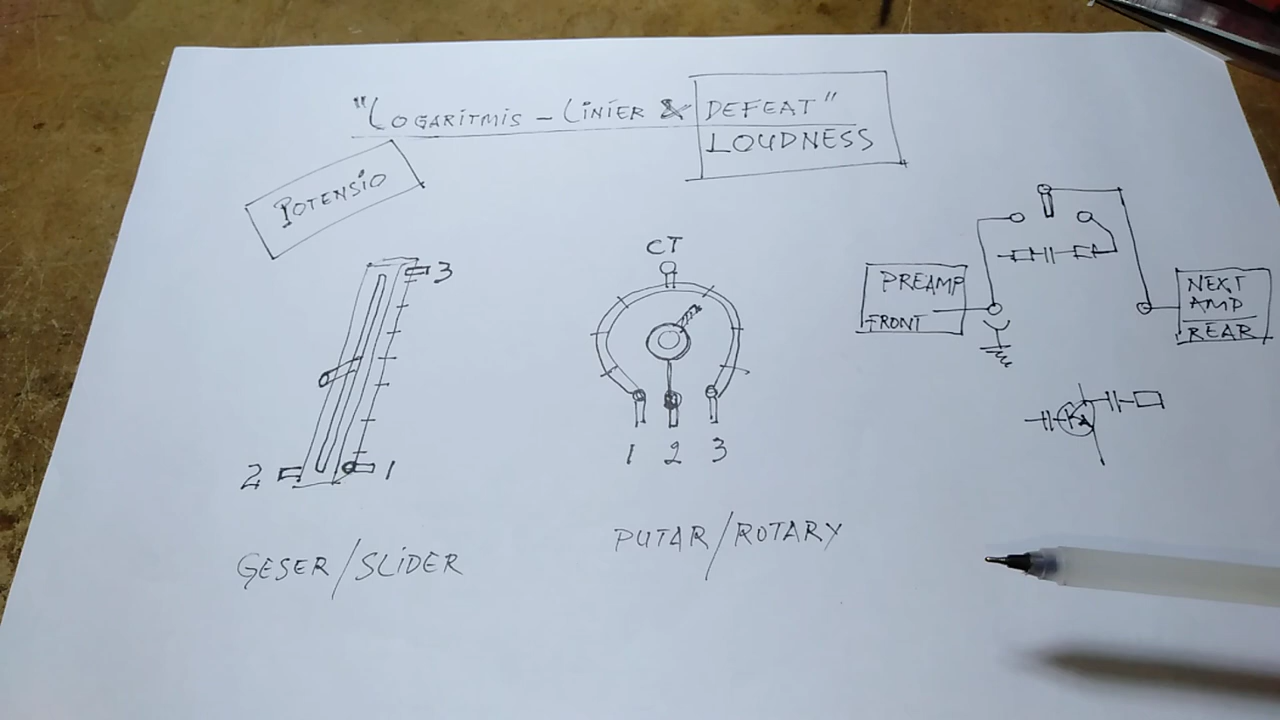 "LOGARITMIS - LINIER & DEFEAT"
LOUDNESS
POTENSIO
CT
3
2
1
1 2 3
GESER/SLIDER
PUTAR/ROTARY
PREAMP
FRONT
NEXT
AMP
REAR